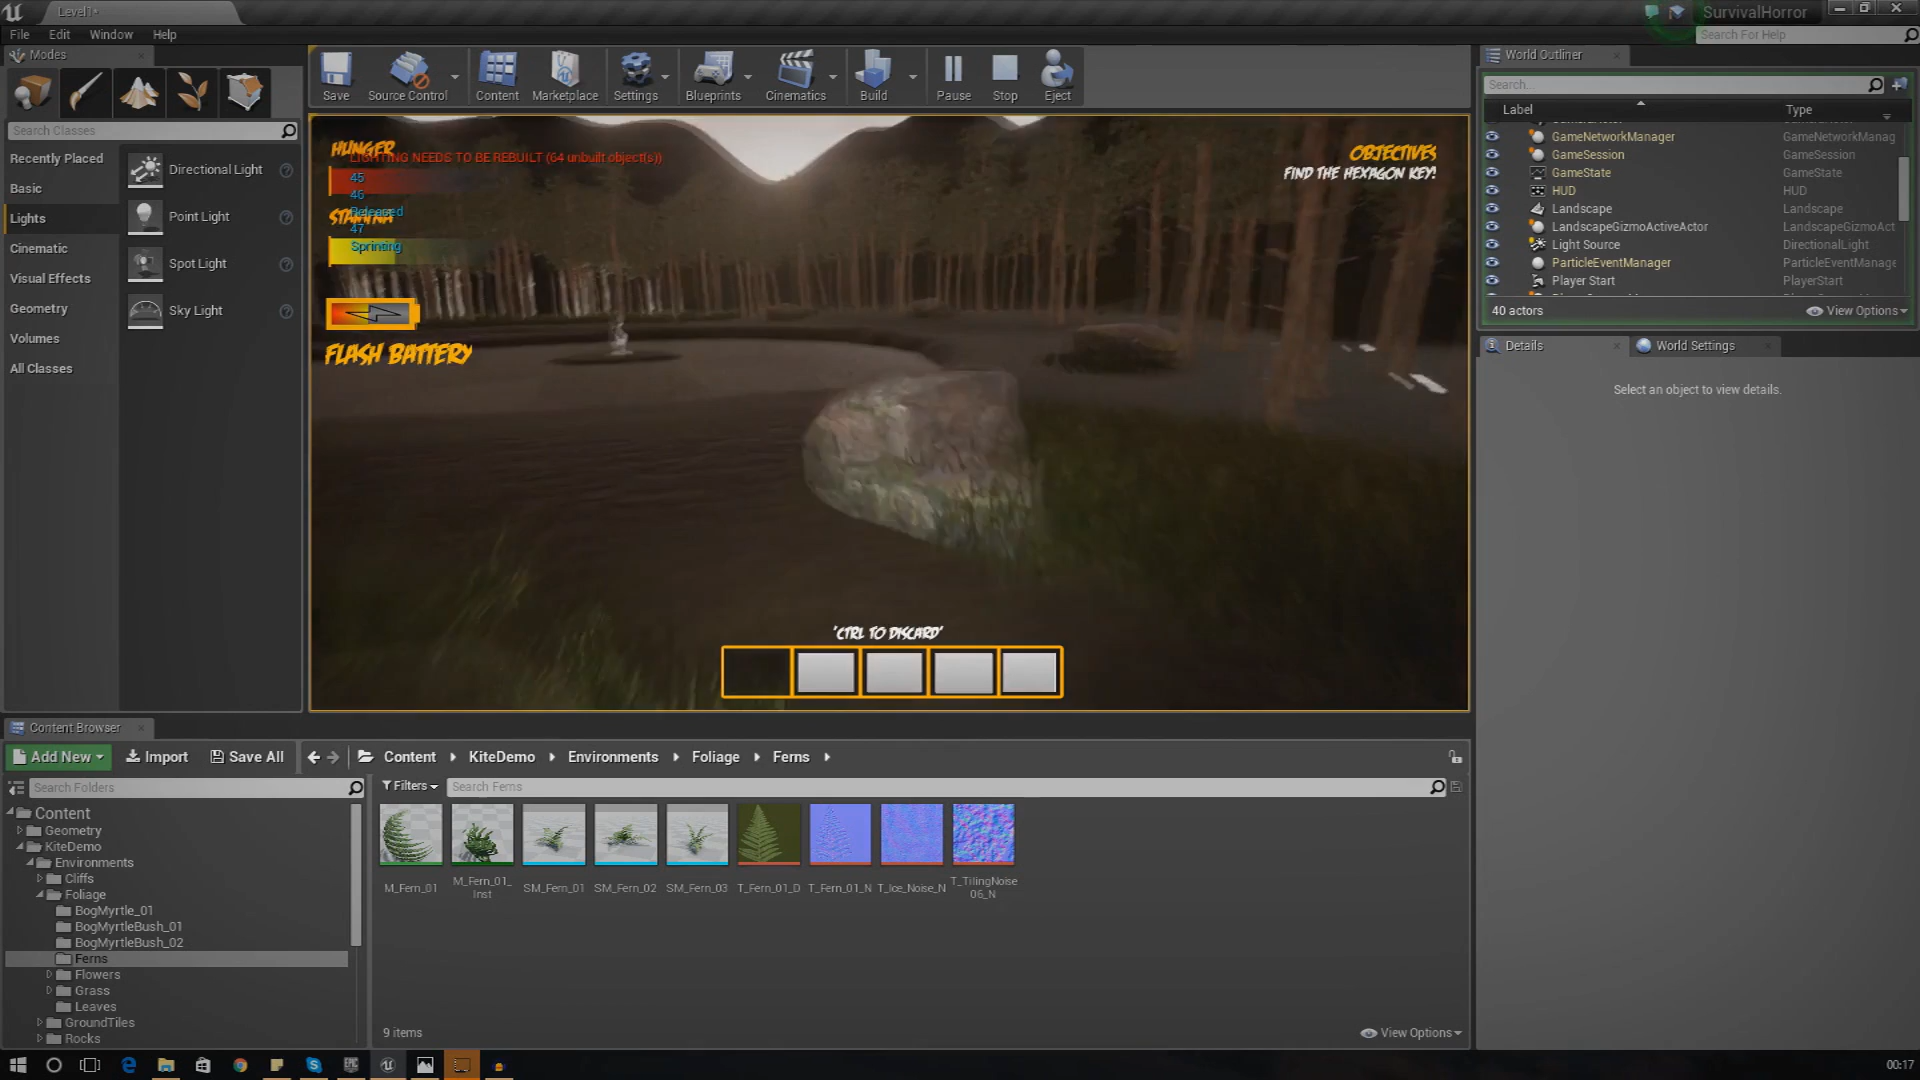 Level1*
SurvivalHorror
File Edit Window Help
Search For Help
Modes
Search Classes
Recently Placed
Basic
Lights
Cinematic
Visual Effects
Geometry
Volumes
All Classes
Directional Light
Point Light
Spot Light
Sky Light
Save Source Control Content Marketplace Settings Blueprints Cinematics Build Pause Stop Eject
HUNGER
LIGHTING NEEDS TO BE REBUILT (64 unbuilt object(s))
45
46
Released
STAMINA
47
Sprinting
FLASH BATTERY
OBJECTIVES
FIND THE HEXAGON KEY!
'CTRL TO DISCARD'
World Outliner
Search...
Label Type
GameNetworkManager GameNetworkManag
GameSession GameSession
GameState GameState
HUD HUD
Landscape Landscape
LandscapeGizmoActiveActor LandscapeGizmoAct
Light Source DirectionalLight
ParticleEventManager ParticleEventManage
Player Start PlayerStart
40 actors View Options
Details World Settings
Select an object to view details.
Content Browser
Add New Import Save All Content KiteDemo Environments Foliage Ferns
Search Folders
Filters Search Ferns
Content
Geometry
KiteDemo
Environments
Cliffs
Foliage
BogMyrtle_01
BogMyrtleBush_01
BogMyrtleBush_02
Ferns
Flowers
Grass
Leaves
GroundTiles
Rocks
M_Fern_01
M_Fern_01_
Inst
SM_Fern_01
SM_Fern_02
SM_Fern_03
T_Fern_01_D
T_Fern_01_N
T_Ice_Noise_N
T_TilingNoise
06_N
9 items View Options
00:17